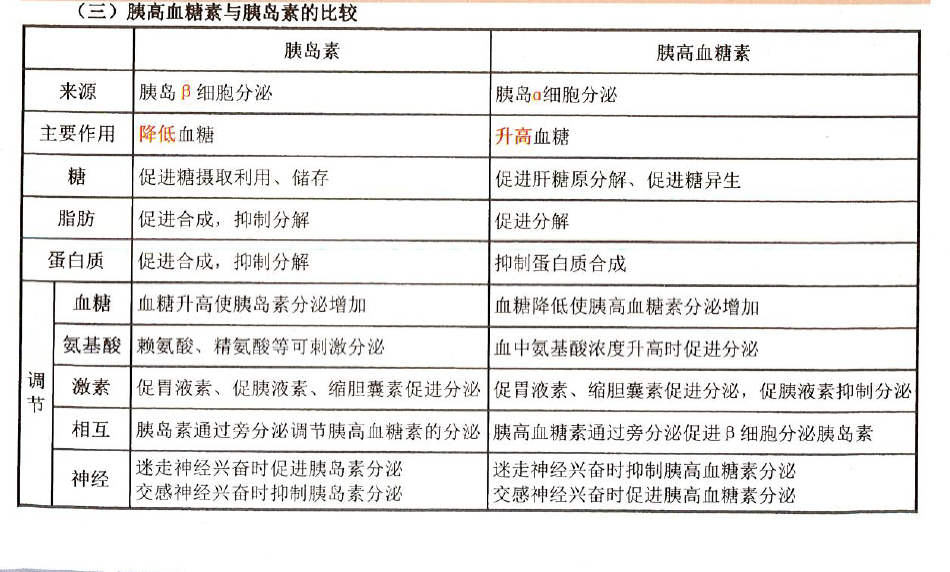 （三）胰高血糖素与胰岛素的比较
胰岛素 胰高血糖素
来源 胰岛β细胞分泌 胰岛α细胞分泌
主要作用 降低血糖 升高血糖
糖 促进糖摄取利用、储存 促进肝糖原分解、促进糖异生
脂肪 促进合成，抑制分解 促进分解
蛋白质 促进合成，抑制分解 抑制蛋白质合成
调节
血糖 血糖升高使胰岛素分泌增加 血糖降低使胰高血糖素分泌增加
氨基酸 赖氨酸、精氨酸等可刺激分泌 血中氨基酸浓度升高时促进分泌
激素 促胃液素、促胰液素、缩胆囊素促进分泌 促胃液素、缩胆囊素促进分泌，促胰液素抑制分泌
相互 胰岛素通过旁分泌调节胰高血糖素的分泌 胰高血糖素通过旁分泌促进β细胞分泌胰岛素
神经 迷走神经兴奋时促进胰岛素分泌 迷走神经兴奋时抑制胰高血糖素分泌
交感神经兴奋时抑制胰岛素分泌 交感神经兴奋时促进胰高血糖素分泌